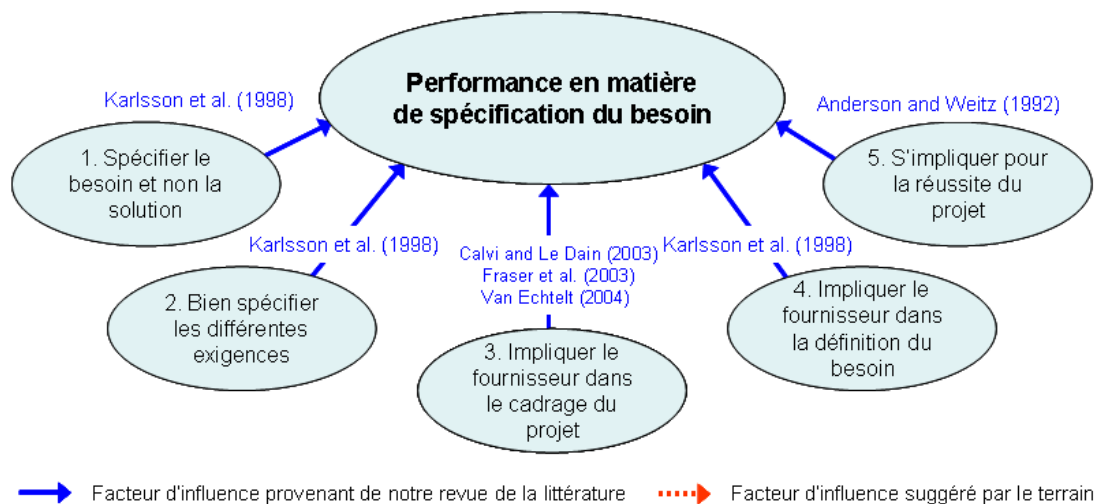 Performance en matière
de spécification du besoin
Karlsson et al. (1998)
1. Spécifier le
besoin et non la
solution
Karlsson et al. (1998)
2. Bien spécifier
les différentes
exigences
Calvi and Le Dain (2003)
Fraser et al. (2003)
Van Echtelt (2004)
3. Impliquer le
fournisseur dans
le cadrage du
projet
Karlsson et al. (1998)
4. Impliquer le
fournisseur dans
la définition du
besoin
Anderson and Weitz (1992)
5. S'impliquer pour
la réussite du
projet
Facteur d'influence provenant de notre revue de la littérature
Facteur d'influence suggéré par le terrain